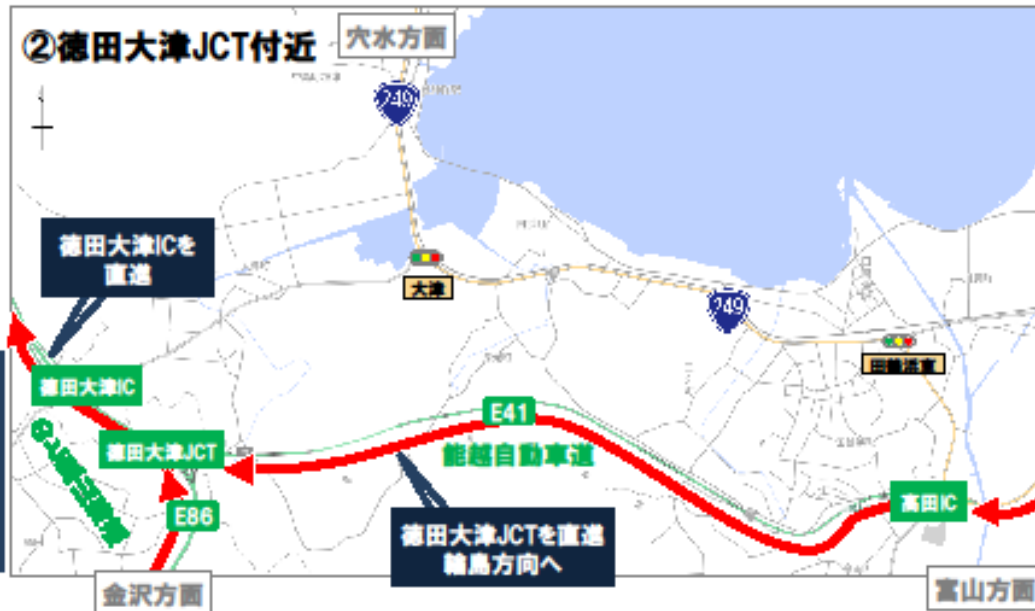 ②徳田大津JCT付近
穴水方面
249
徳田大津ICを
直進
大津
249
田鶴浜東
徳田大津IC
徳田大津JCT
E41
能越自動車道
高田IC
E86
徳田大津JCTを直進
輪島方向へ
金沢方面
富山方面